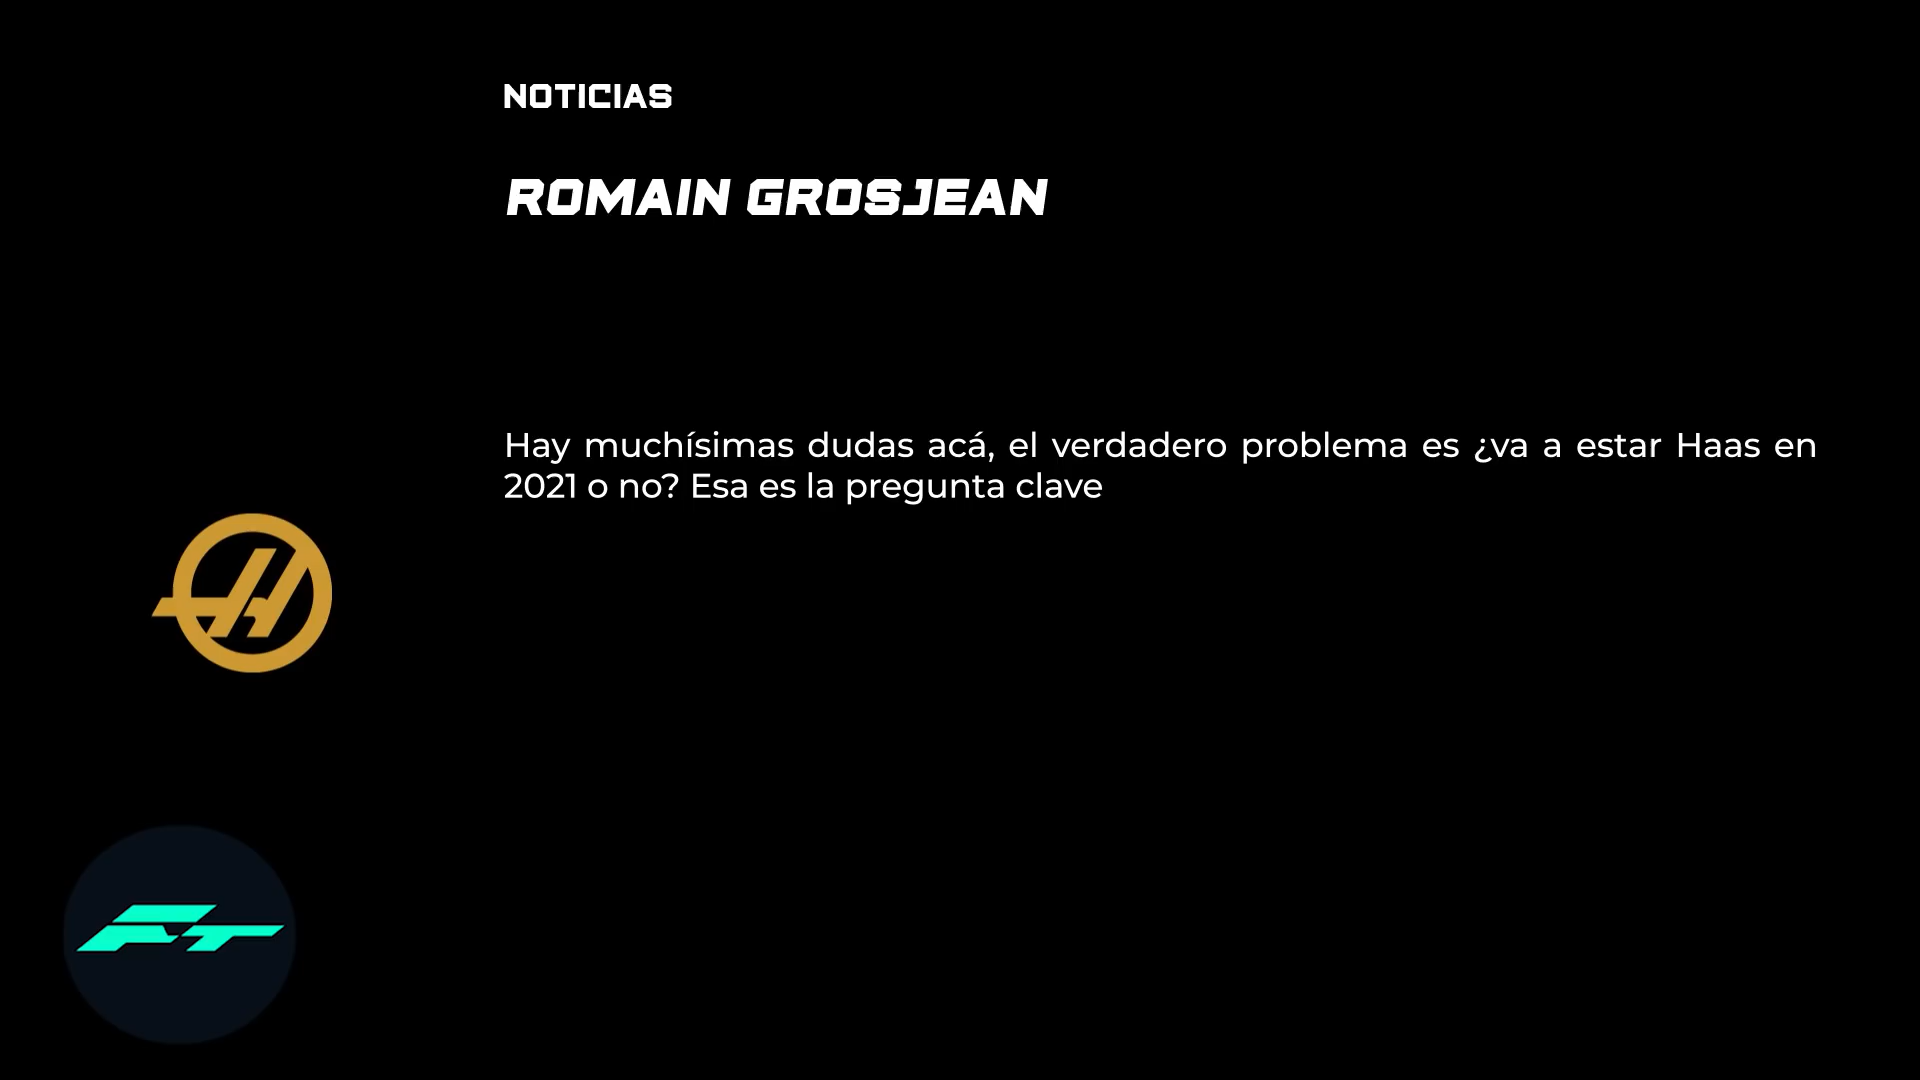 NOTICIAS
ROMAIN GROSJEAN
Hay muchísimas dudas acá, el verdadero problema es ¿va a estar Haas en
2021 o no? Esa es la pregunta clave
H
FT